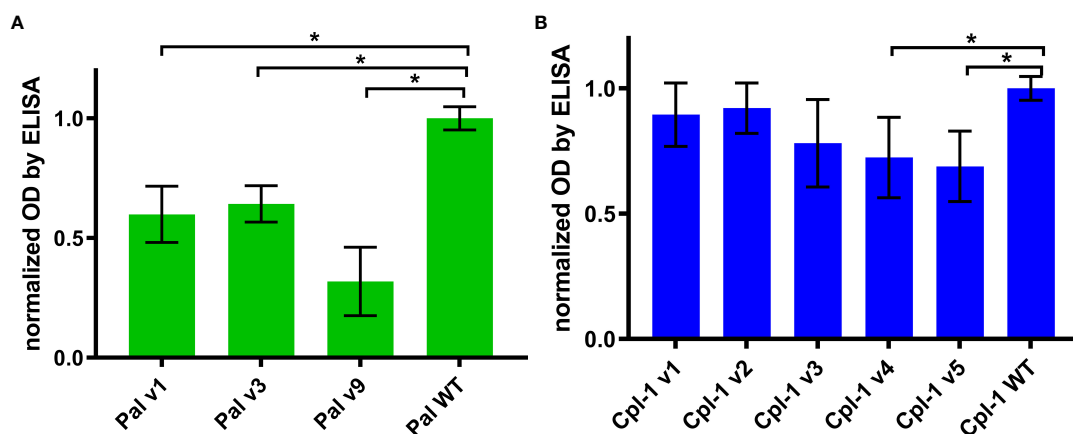 A
normalized OD by ELISA
1.0
0.5
0.0
*
*
*
Pal v1
Pal v3
Pal v9
Pal WT
B
normalized OD by ELISA
1.0
0.5
0.0
*
*
Cpl-1 v1
Cpl-1 v2
Cpl-1 v3
Cpl-1 v4
Cpl-1 v5
Cpl-1 WT